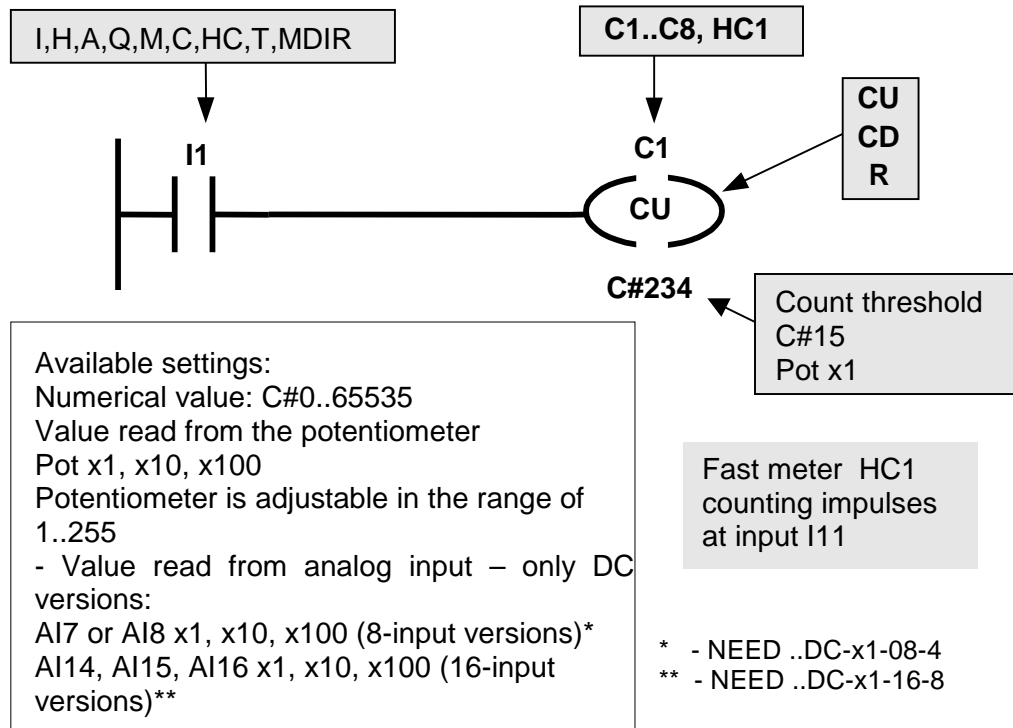 I,H,A,Q,M,C,HC,T,MDIR
C1..C8, HC1
CU
CD
R
I1
C1
CU
C#234
Count threshold
C#15
Pot x1
Available settings:
Numerical value: C#0..65535
Value read from the potentiometer
Pot x1, x10, x100
Potentiometer is adjustable in the range of
1..255
- Value read from analog input – only DC
versions:
AI7 or AI8 x1, x10, x100 (8-input versions)*
AI14, AI15, AI16 x1, x10, x100 (16-input
versions)**
Fast meter HC1
counting impulses
at input I11
* - NEED ..DC-x1-08-4
** - NEED ..DC-x1-16-8